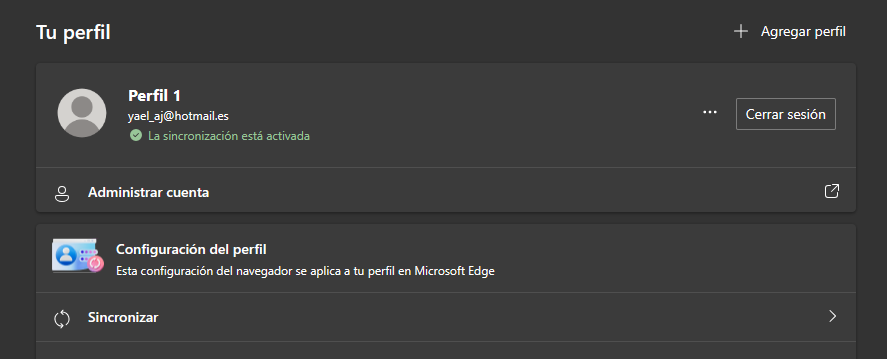 Tu perfil
Agregar perfil
Perfil 1
yael_aj@hotmail.es
La sincronización está activada
Cerrar sesión
Administrar cuenta
Configuración del perfil
Esta configuración del navegador se aplica a tu perfil en Microsoft Edge
Sincronizar